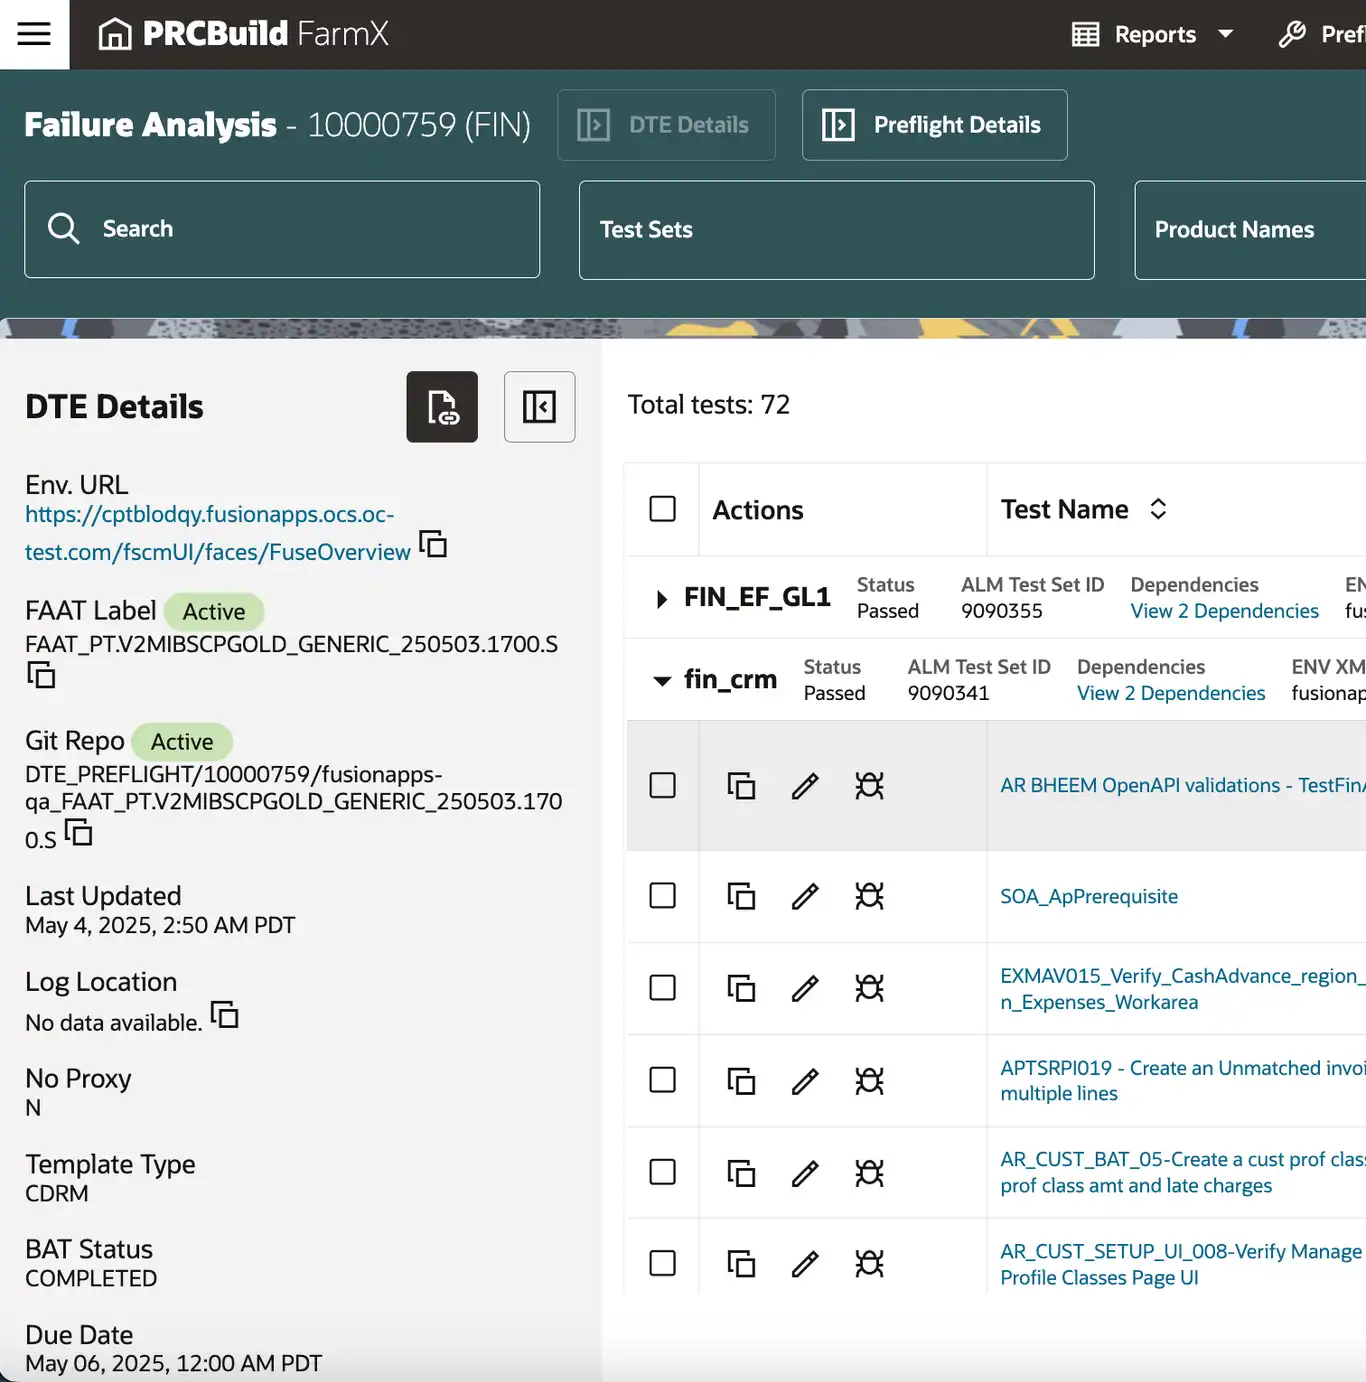 PRCBuild FarmX
Reports
Prefl
Failure Analysis - 10000759 (FIN)
DTE Details
Preflight Details
Search
Test Sets
Product Names
DTE Details
Env. URL
https://cptblodqy.fusionapps.ocs.oc-
test.com/fscmUI/faces/FuseOverview
FAAT Label Active
FAAT_PT.V2MIBSCPGOLD_GENERIC_250503.1700.S
Git Repo Active
DTE_PREFLIGHT/10000759/fusionapps-
qa_FAAT_PT.V2MIBSCPGOLD_GENERIC_250503.170
0.S
Last Updated
May 4, 2025, 2:50 AM PDT
Log Location
No data available.
No Proxy
N
Template Type
CDRM
BAT Status
COMPLETED
Due Date
May 06, 2025, 12:00 AM PDT
Total tests: 72
Actions
Test Name
FIN_EF_GL1
Status
Passed
ALM Test Set ID
9090355
Dependencies
View 2 Dependencies
EN
fus
fin_crm
Status
Passed
ALM Test Set ID
9090341
Dependencies
View 2 Dependencies
ENV XM
fusionap
AR BHEEM OpenAPI validations - TestFinA
SOA_ApPrerequisite
EXMAV015_Verify_CashAdvance_region_
n_Expenses_Workarea
APTSRPI019 - Create an Unmatched invoi
multiple lines
AR_CUST_BAT_05-Create a cust prof clas
prof class amt and late charges
AR_CUST_SETUP_UI_008-Verify Manage
Profile Classes Page UI